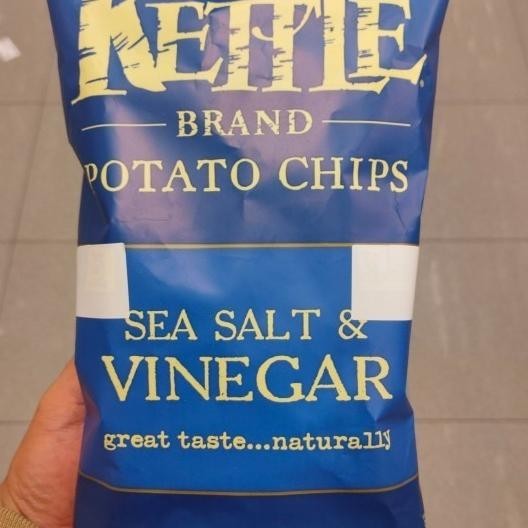 KETTLE
BRAND
POTATO CHIPS
SEA SALT &
VINEGAR
great taste...naturally